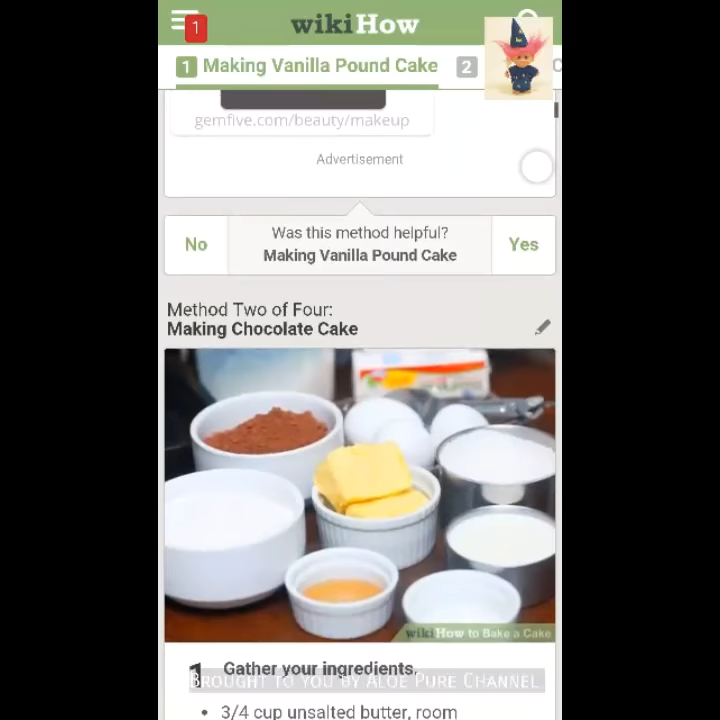 1
wikiHow
1 Making Vanilla Pound Cake 2 C
gemfive.com/beauty/makeup
Advertisement
No
Was this method helpful?
Making Vanilla Pound Cake
Yes
Method Two of Four:
Making Chocolate Cake
wikiHow to Bake a Cake
1 Gather your ingredients.
BROUGHT TO YOU BY ALOE PURE CHANNEL
• 3/4 cup unsalted butter, room